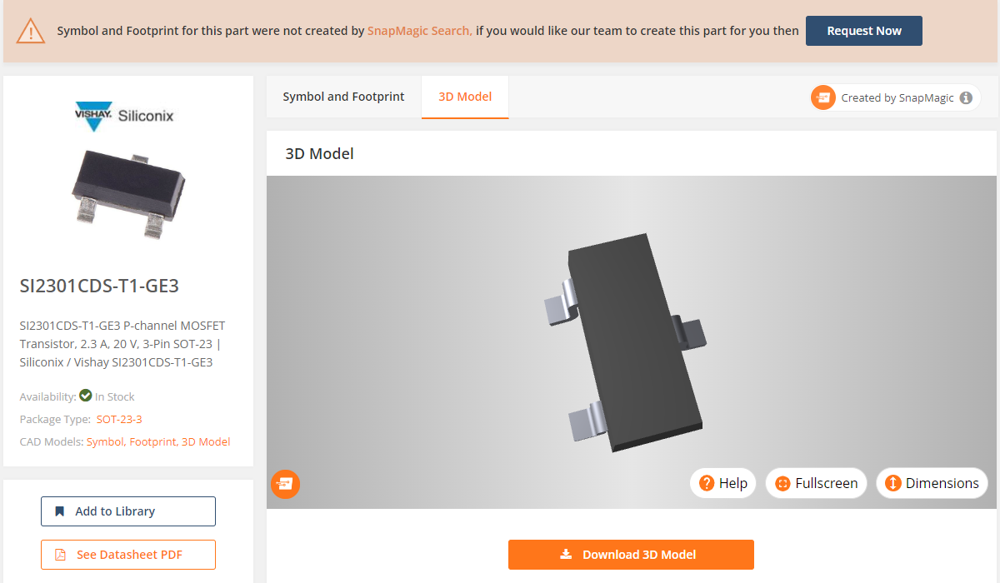 Symbol and Footprint for this part were not created by SnapMagic Search, if you would like our team to create this part for you then
Request Now
VISHAY. Siliconix
SI2301CDS-T1-GE3
SI2301CDS-T1-GE3 P-channel MOSFET
Transistor, 2.3 A, 20 V, 3-Pin SOT-23 |
Siliconix / Vishay SI2301CDS-T1-GE3
Availability: In Stock
Package Type: SOT-23-3
CAD Models: Symbol, Footprint, 3D Model
Add to Library
See Datasheet PDF
Symbol and Footprint
3D Model
Created by SnapMagic
3D Model
Help
Fullscreen
Dimensions
Download 3D Model